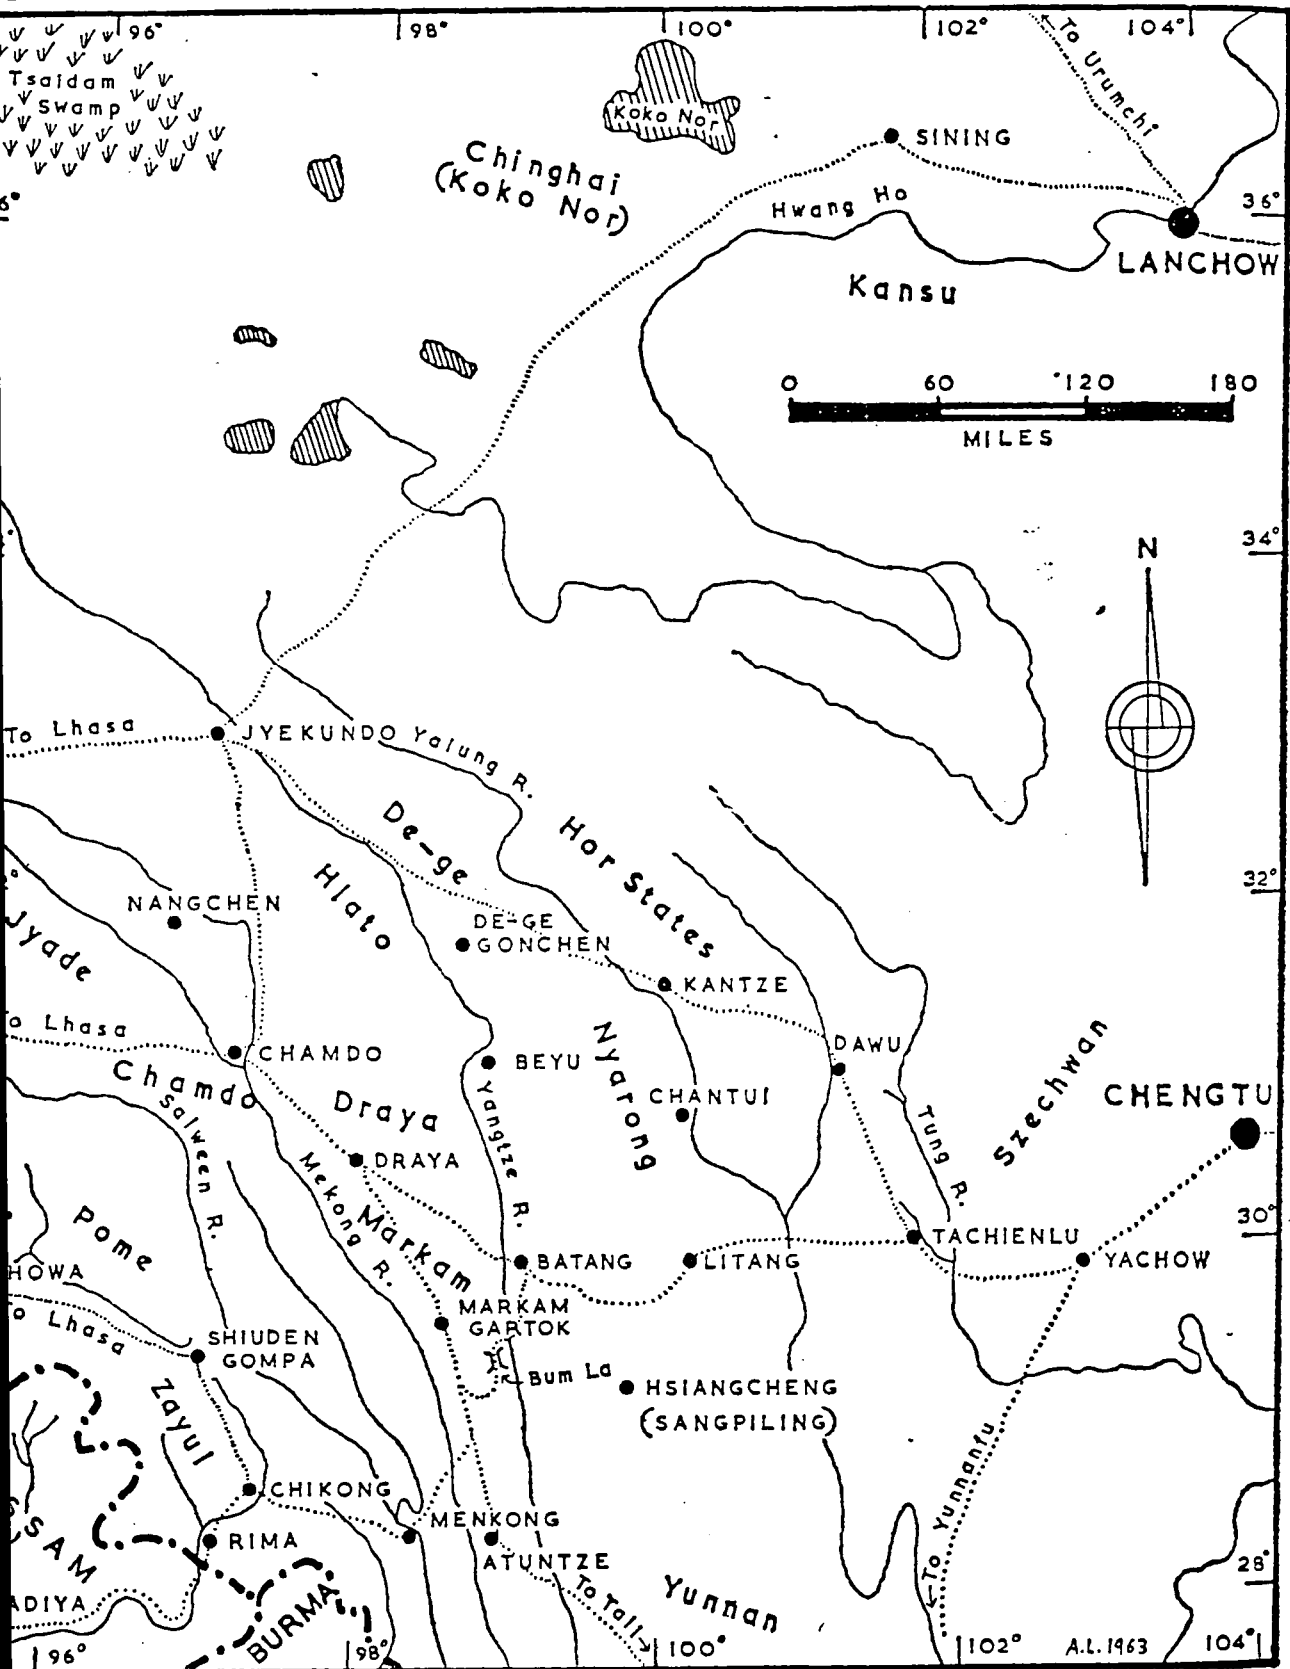 96°
98°
100°
102°
104°
To Urumchi
Tsaidam
Swamp
Koko Nor
SINING
Chinghai
(Koko Nor)
Hwang Ho
36°
LANCHOW
Kansu
0 60 120 180
MILES
34°
N
To Lhasa
JYEKUNDO
Yalung R.
De-ge
Hor States
Hlato
32°
NANGCHEN
Jyade
DE-GE
GONCHEN
KANTZE
To Lhasa
CHAMDO
Chamdo
BEYU
Nyarong
DAWU
Szechwan
CHENGTU
Draya
CHANTUI
Salween R.
Yangtze R.
Tung R.
DRAYA
Mekong R.
Markam
Pome
30°
BATANG
LITANG
TACHIENLU
YACHOW
HOWA
To Lhasa
MARKAM
GARTOK
SHIUDEN
GOMPA
Bum La
HSIANGCHENG
(SANGPILING)
Zayul
To Yunnanfu
CHIKONG
MENKONG
RIMA
ATUNTZE
SSAM
28°
ADIYA
To Tali
Yunnan
BURMA
96°
98°
100°
102°
A.L.1963
104°